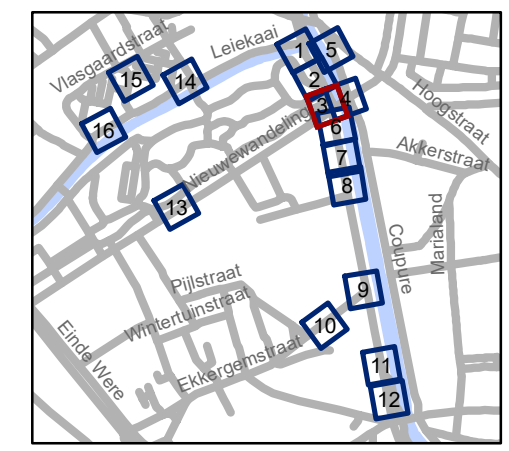 Vlasgaardstraat
Leiekaai
1
5
15
14
2
Hoogstraat
3
4
16
Nieuwewandeling
6
Akkerstraat
7
8
13
Marialand
Coupure
Pijlstraat
9
Wintertuinstraat
10
Einde Were
Ekkergemstraat
11
12